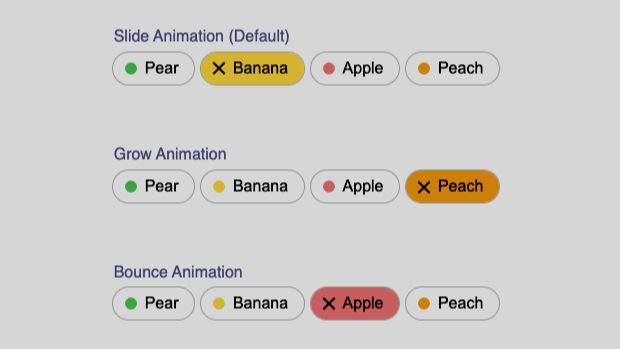 Slide Animation (Default)
Pear Banana Apple Peach
Grow Animation
Pear Banana Apple Peach
Bounce Animation
Pear Banana Apple Peach